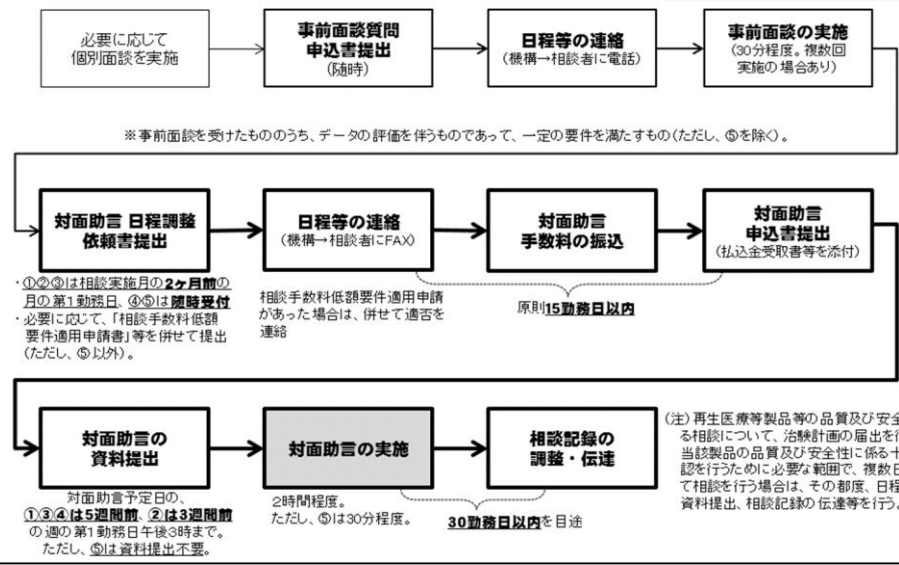 必要に応じて
個別面談を実施
事前面談質問
申込書提出
(随時)
日程等の連絡
(機構→相談者に電話)
事前面談の実施
(30分程度。複数回
実施の場合あり)
※事前面談を受けたもののうち、データの評価を伴うものであって、一定の要件を満たすもの(ただし、⑤を除く)。
対面助言 日程調整
依頼書提出
日程等の連絡
(機構→相談者にFAX)
対面助言
手数料の振込
対面助言
申込書提出
(払込金受取書等を添付)
・①②③は相談実施月の2ヶ月前の
月の第1勤務日、④⑤は随時受付
・必要に応じて、「相談手数料低額
要件適用申請書」等を併せて提出
(ただし、⑤以外)。
相談手数料低額要件適用申請
があった場合は、併せて適否を
連絡
原則15勤務日以内
対面助言の
資料提出
対面助言の実施
相談記録の
調整・伝達
対面助言予定日の、
①③④は5週間前、②は3週間前
の週の第1勤務日午後3時まで。
ただし、⑤は資料提出不要。
2時間程度。
ただし、⑤は30分程度。
30勤務日以内を目途
(注)再生医療等製品等の品質及び安全
る相談について、治験計画の届出を行
当該製品の品質及び安全性に係る十
認を行うために必要な範囲で、複数日
て相談を行う場合は、その都度、日程
資料提出、相談記録の伝達等を行う。